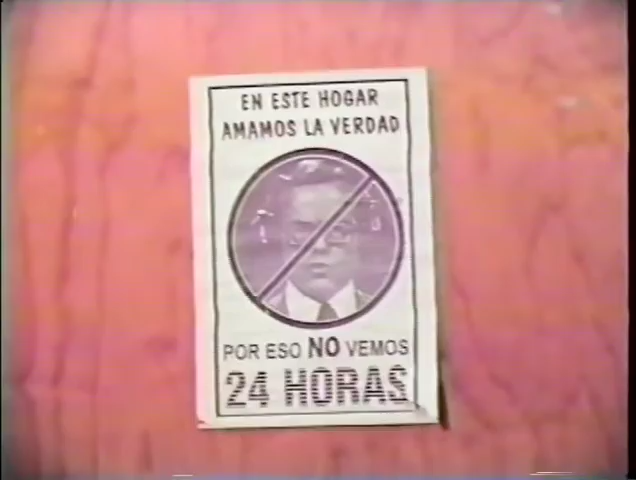 EN ESTE HOGAR
AMAMOS LA VERDAD
POR ESO NO VEMOS
24 HORAS